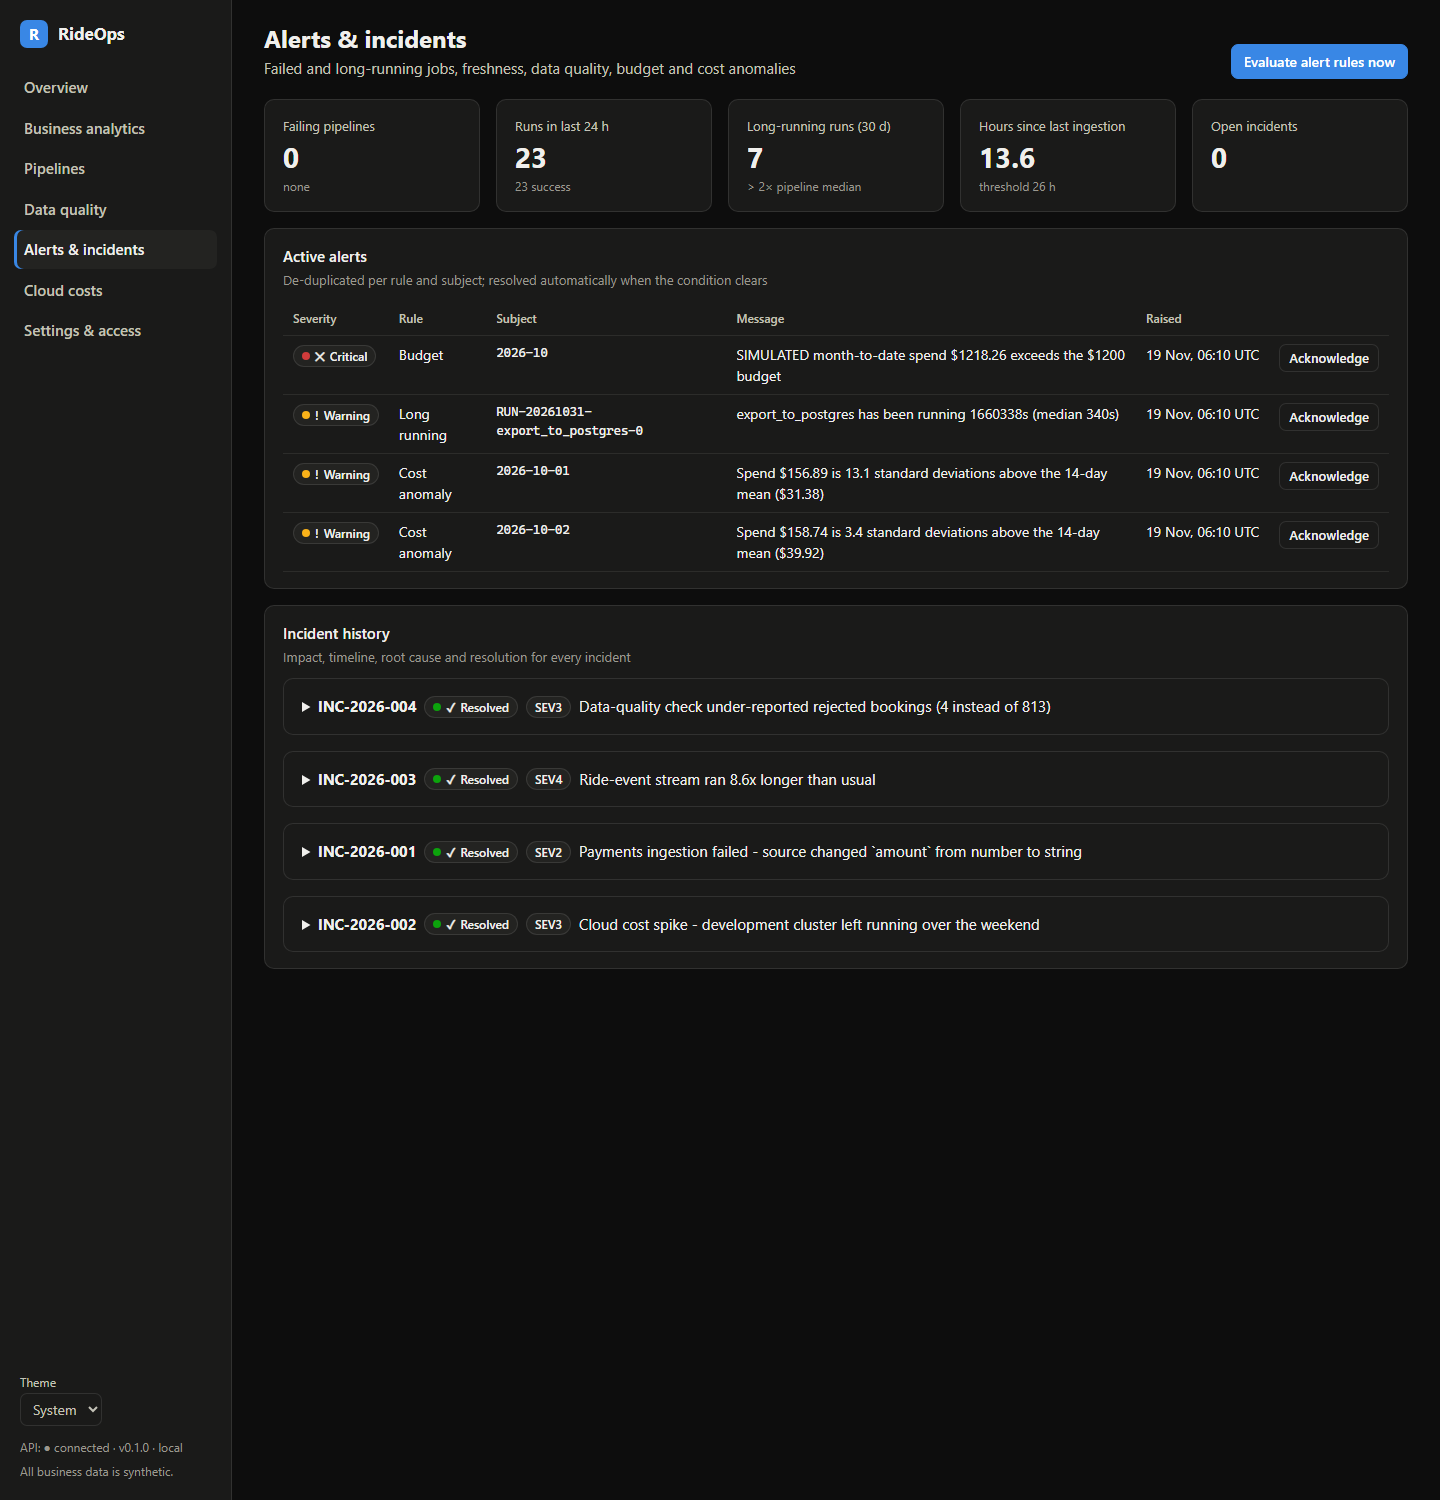 R RideOps
Overview
Business analytics
Pipelines
Data quality
Alerts & incidents
Cloud costs
Settings & access
Theme
System
API: ● connected · v0.1.0 · local
All business data is synthetic.
Alerts & incidents
Failed and long-running jobs, freshness, data quality, budget and cost anomalies
Evaluate alert rules now
Failing pipelines
0
none
Runs in last 24 h
23
23 success
Long-running runs (30 d)
7
> 2× pipeline median
Hours since last ingestion
13.6
threshold 26 h
Open incidents
0
Active alerts
De-duplicated per rule and subject; resolved automatically when the condition clears
Severity Rule Subject Message Raised
✕ Critical Budget 2026-10 SIMULATED month-to-date spend $1218.26 exceeds the $1200 19 Nov, 06:10 UTC Acknowledge
budget
! Warning Long RUN-20261031- export_to_postgres has been running 1660338s (median 340s) 19 Nov, 06:10 UTC Acknowledge
running export_to_postgres-0
! Warning Cost 2026-10-01 Spend $156.89 is 13.1 standard deviations above the 14-day 19 Nov, 06:10 UTC Acknowledge
anomaly mean ($31.38)
! Warning Cost 2026-10-02 Spend $158.74 is 3.4 standard deviations above the 14-day 19 Nov, 06:10 UTC Acknowledge
anomaly mean ($39.92)
Incident history
Impact, timeline, root cause and resolution for every incident
▶ INC-2026-004 ✓ Resolved SEV3 Data-quality check under-reported rejected bookings (4 instead of 813)
▶ INC-2026-003 ✓ Resolved SEV4 Ride-event stream ran 8.6x longer than usual
▶ INC-2026-001 ✓ Resolved SEV2 Payments ingestion failed - source changed `amount` from number to string
▶ INC-2026-002 ✓ Resolved SEV3 Cloud cost spike - development cluster left running over the weekend